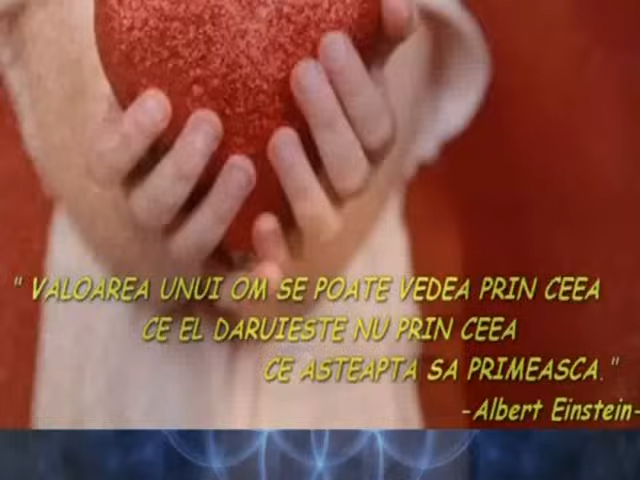 " VALOAREA UNUI OM SE POATE VEDEA PRIN CEEA
CE EL DARUIESTE NU PRIN CEEA
CE ASTEAPTA SA PRIMEASCA."
-Albert Einstein-